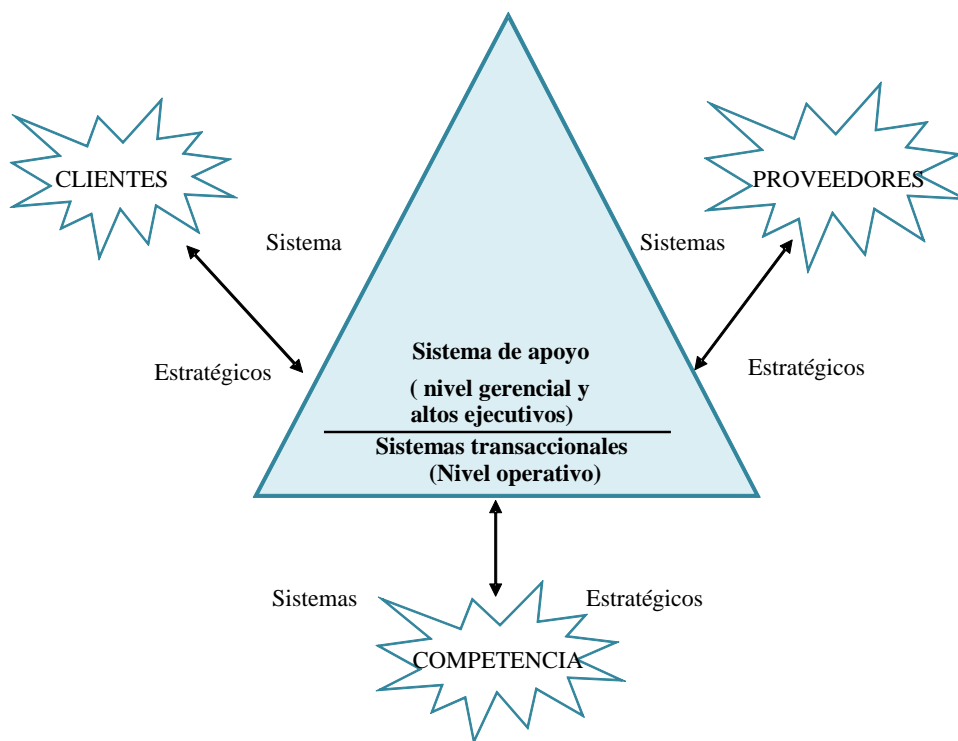 CLIENTES
PROVEEDORES
Sistema
Sistemas
Estratégicos
Estratégicos
Sistema de apoyo
( nivel gerencial y
altos ejecutivos)
Sistemas transaccionales
(Nivel operativo)
Sistemas
Estratégicos
COMPETENCIA